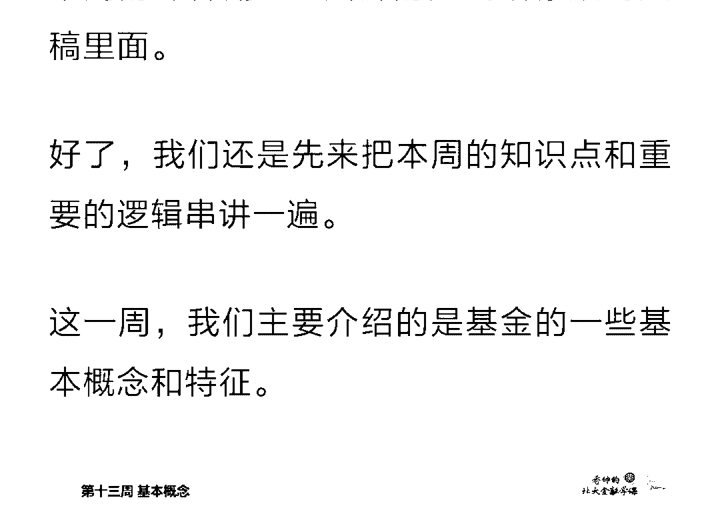 稿里面。
好了，我们还是先来把本周的知识点和重
要的逻辑串讲一遍。
这一周，我们主要介绍的是基金的一些基
本概念和特征。
第十三周 基本概念
香帅的
北大金融学课